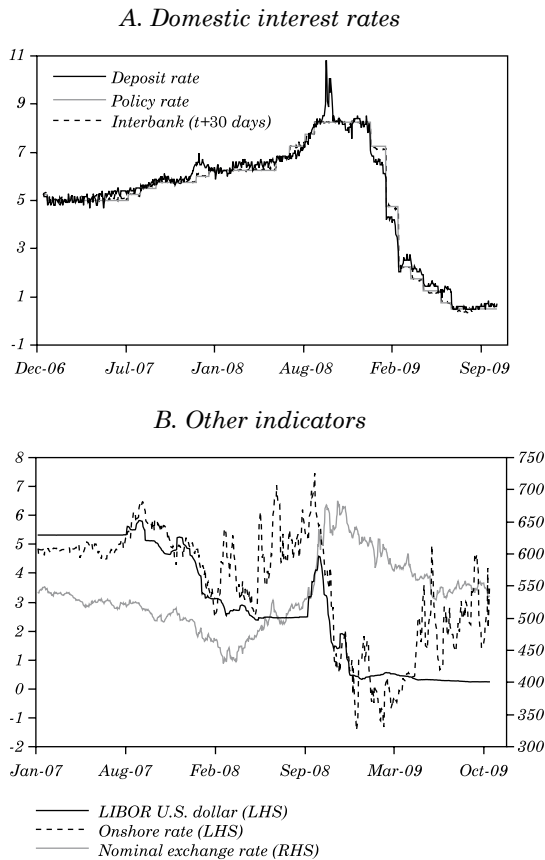 A. Domestic interest rates
11
9
7
5
3
1
-1
Deposit rate
Policy rate
Interbank (t+30 days)
Dec-06 Jul-07 Jan-08 Aug-08 Feb-09 Sep-09
B. Other indicators
8 750
7 700
6 650
5 600
4 550
3 500
2 450
1 400
0 350
-1 300
-2
Jan-07 Aug-07 Feb-08 Sep-08 Mar-09 Oct-09
LIBOR U.S. dollar (LHS)
Onshore rate (LHS)
Nominal exchange rate (RHS)